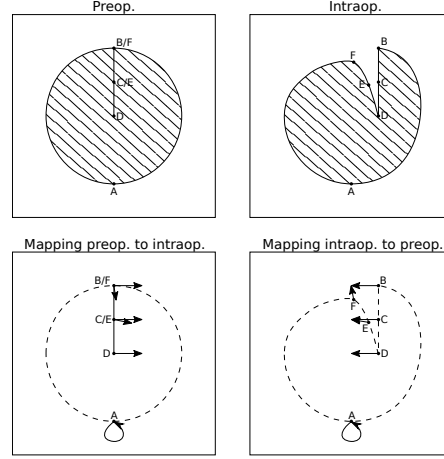 Preop.
B/F
C/E
D
A
Intraop.
B
F
E
C
D
A
Mapping preop. to intraop.
B/F
C/E
D
A
Mapping intraop. to preop.
B
F
C
E
D
A